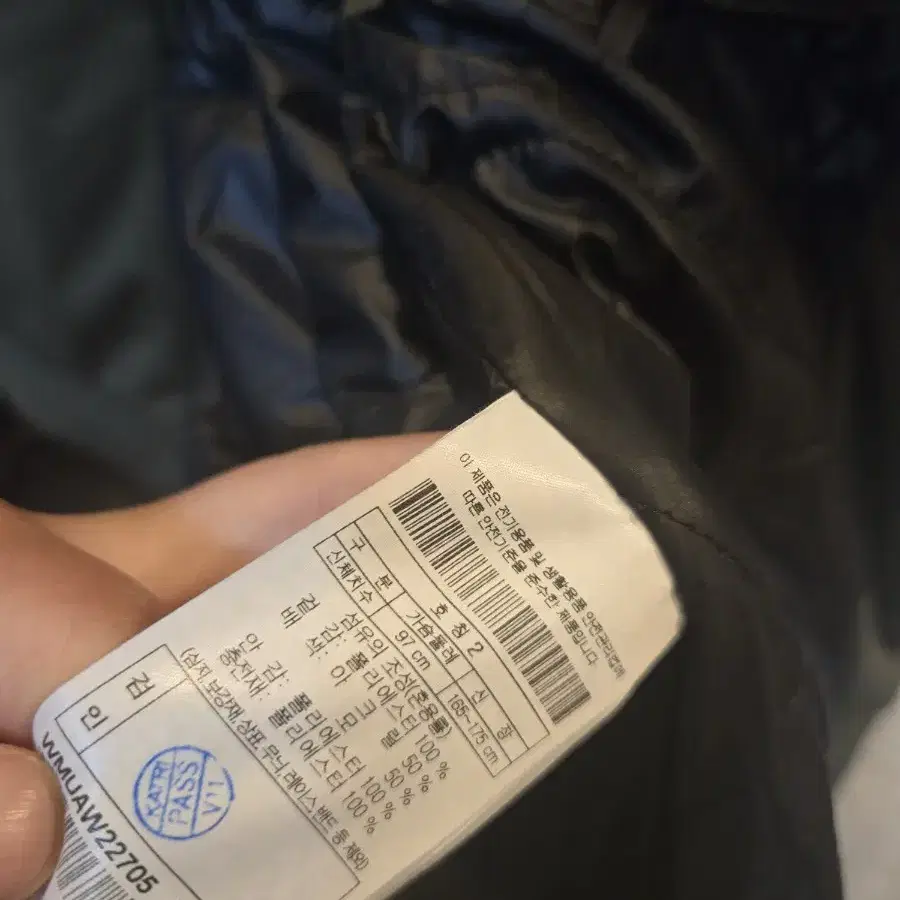 이 제품은 전기용품 및 생활용품 안전관리법에
따른 안전기준을 준수한 제품입니다
호 칭 2
구 분 가슴둘레 신 장
신체치수 97 cm 165-175 cm
섬유의 조성(혼용률)
겉 감: 폴리에스터 100 %
배 색: 아 크 릴 50 %
모 50 %
안 감: 폴리에스터 100 %
충전재: 폴리에스터 100 %
(심지,보강재,상표,무늬,레이스,밴드 등 제외)
검 인
KATRI
PASS
V11
WMUAW22705